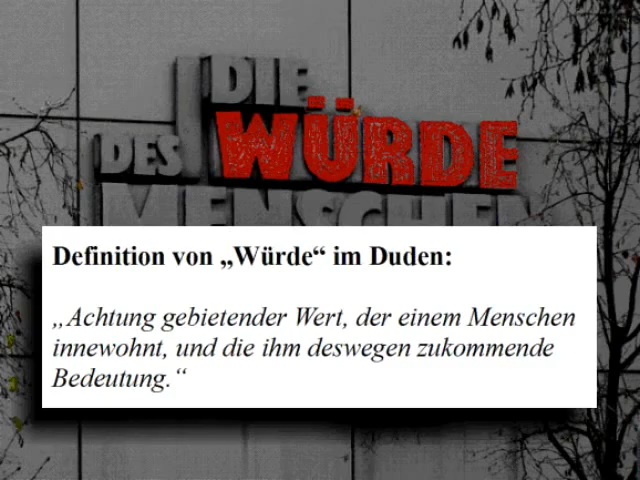 DIE
WÜRDE
DES
MENSCHEN
Definition von „Würde“ im Duden:
„Achtung gebietender Wert, der einem Menschen
innewohnt, und die ihm deswegen zukommende
Bedeutung.“